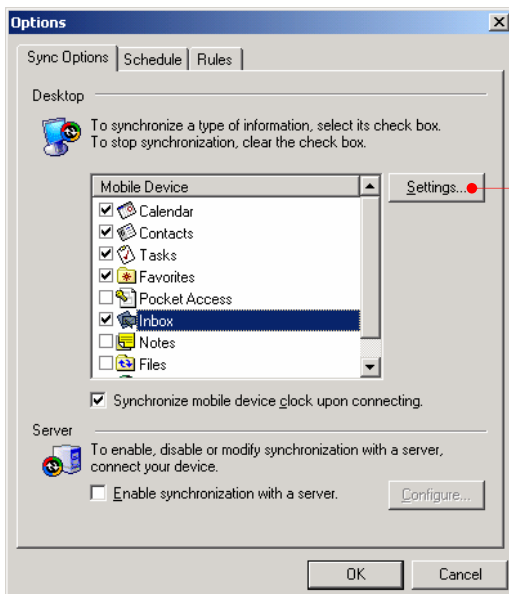 Options
Sync Options Schedule Rules
Desktop
To synchronize a type of information, select its check box.
To stop synchronization, clear the check box.
Mobile Device
Settings...
Calendar
Contacts
Tasks
Favorites
Pocket Access
Inbox
Notes
Files
Synchronize mobile device clock upon connecting.
Server
To enable, disable or modify synchronization with a server,
connect your device.
Enable synchronization with a server.
Configure...
OK Cancel